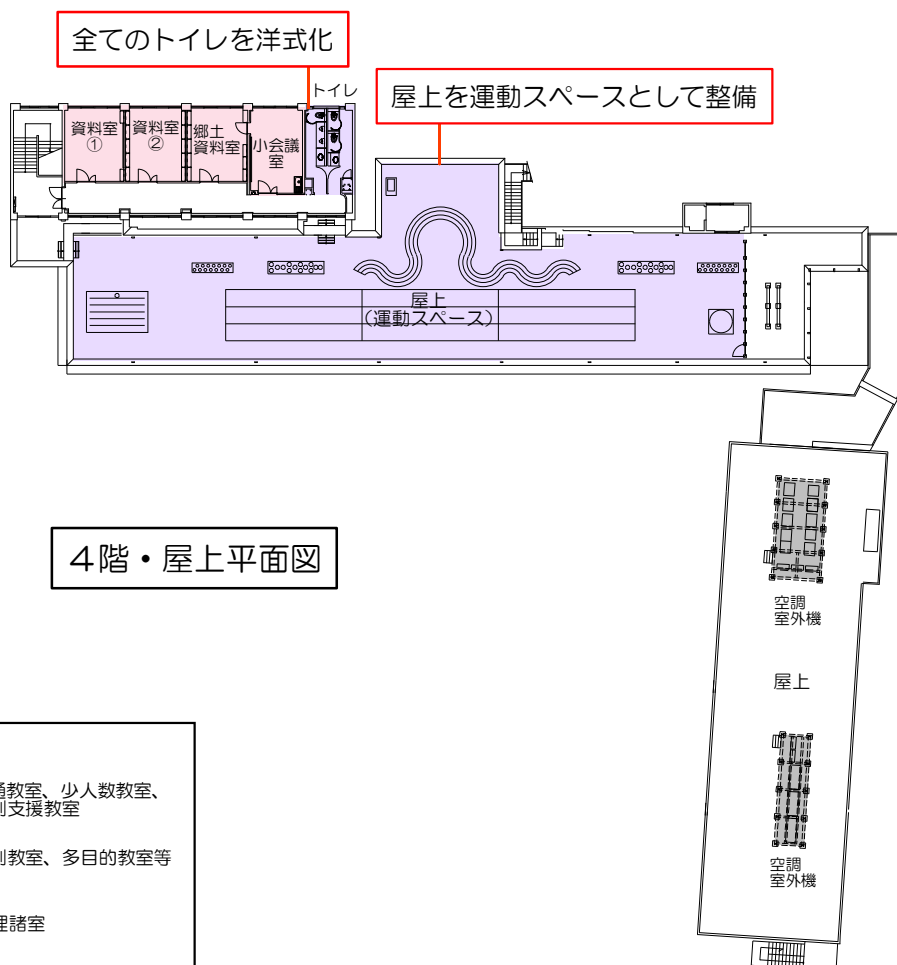 全てのトイレを洋式化
屋上を運動スペースとして整備
トイレ
資料室
①
資料室
②
郷土
資料室
小会議
室
屋上
(運動スペース)
4階・屋上平面図
空調
室外機
屋上
空調
室外機
教室、少人数教室、
支援教室
教室、多目的教室等
理諸室